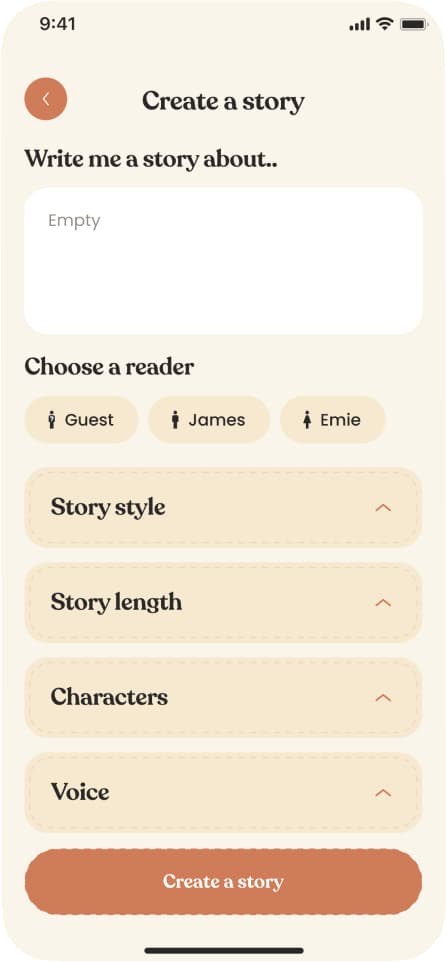 9:41
Create a story
Write me a story about..
Empty
Choose a reader
Guest James Emie
Story style
Story length
Characters
Voice
Create a story